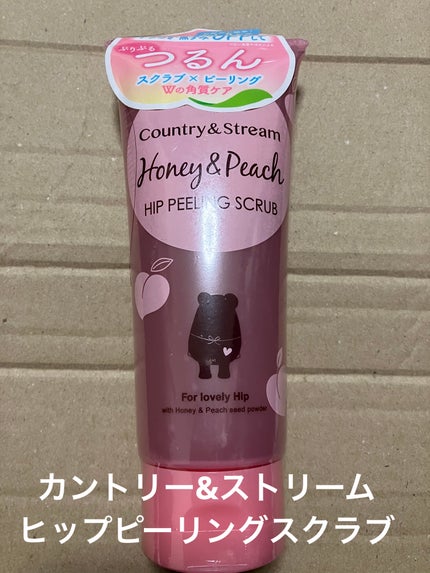 ぷりぷる
つるん
スクラブ×ピーリング
Wの角質ケア
Country&Stream
Honey&Peach
HIP PEELING SCRUB
For lovely Hip
with Honey & Peach seed powder
カントリー&ストリーム
ヒップピーリングスクラブ